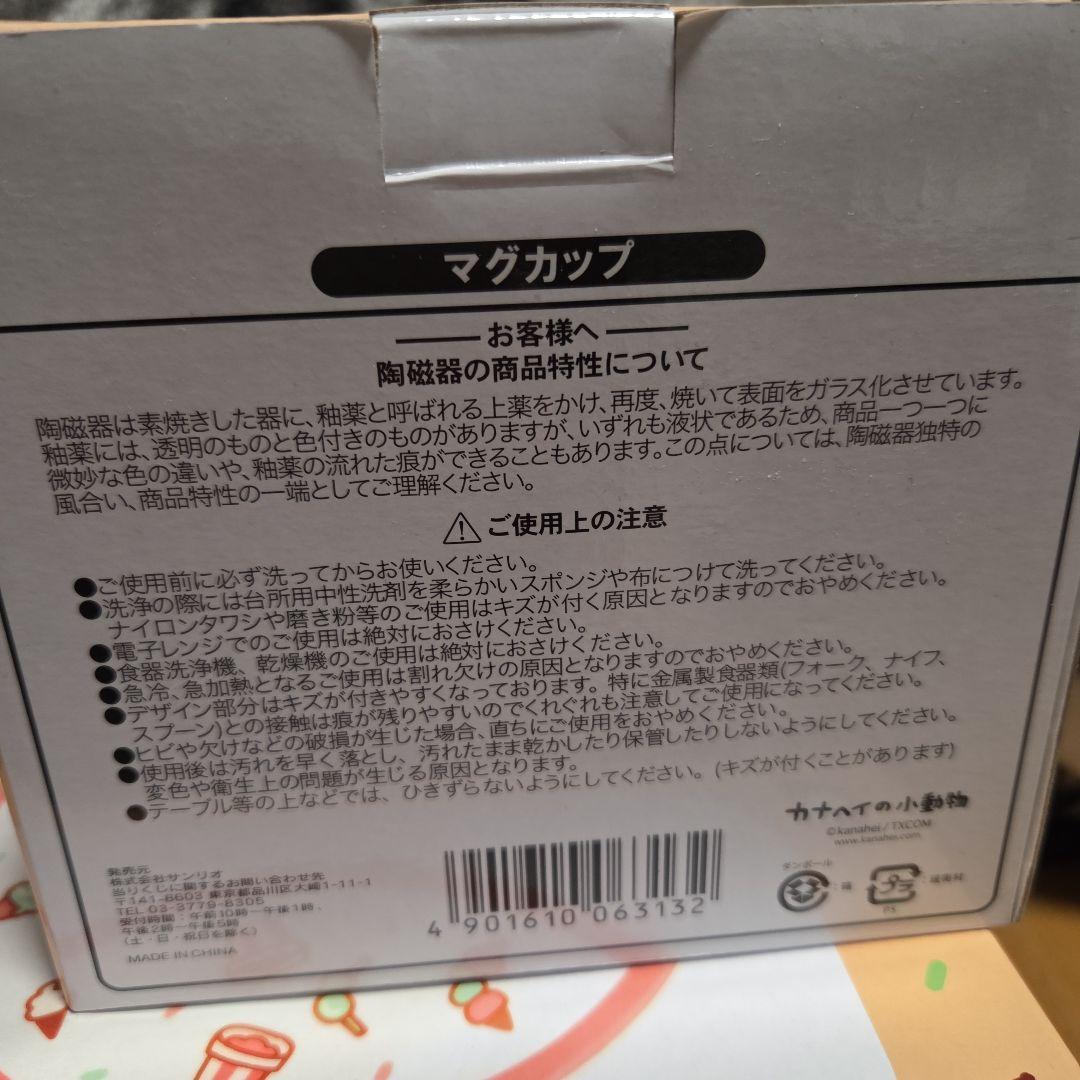 マグカップ
お客様へ
陶磁器の商品特性について
陶磁器は素焼きした器に、釉薬と呼ばれる上薬をかけ、再度、焼いて表面をガラス化させています。
釉薬には、透明のものと色付きのものがありますが、いずれも液状であるため、商品一つ一つに
微妙な色の違いや、釉薬の流れた痕ができることもあります。この点については、陶磁器独特の
風合い、商品特性の一端としてご理解ください。
ご使用上の注意
●ご使用前に必ず洗ってからお使いください。
●洗浄の際には台所用中性洗剤を柔らかいスポンジや布につけて洗ってください。
ナイロンタワシや磨き粉等のご使用はキズが付く原因となりますのでおやめください。
●電子レンジでのご使用は絶対におさけください。
●食器洗浄機、乾燥機のご使用は絶対におさけください。
●急冷、急加熱となるご使用は割れ欠けの原因となりますのでおやめください。
●デザイン部分はキズが付きやすくなっております。特に金属製食器類(フォーク、ナイフ、
スプーン)との接触は痕が残りやすいのでくれぐれも注意してご使用になってください。
●ヒビや欠けなどの破損が生じた場合、直ちにご使用をおやめください。
●使用後は汚れを早く落とし、汚れたまま乾かしたり保管したりしないようにしてください。
変色や衛生上の問題が生じる原因となります。
●テーブル等の上などでは、ひきずらないようにしてください。(キズが付くことがあります)
カナヘイの小動物
©kanahei / TXCOM
www.kanahei.com
発売元
株式会社サンリオ
当りくじに関するお問い合わせ先
〒141-8603 東京都品川区大崎1-11-1
TEL 03-3779-8305
受付時間：午前10時〜午後1時、
午後2時〜午後5時
(土・日・祝日を除く)
MADE IN CHINA
4 901610 063132
ダンボール
：箱
プラ
：緩衝材
PS